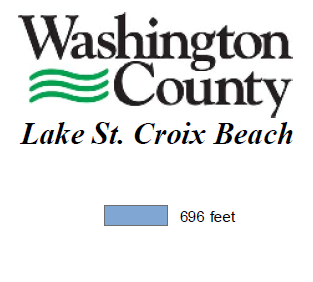 Washington
County
Lake St. Croix Beach
696 feet